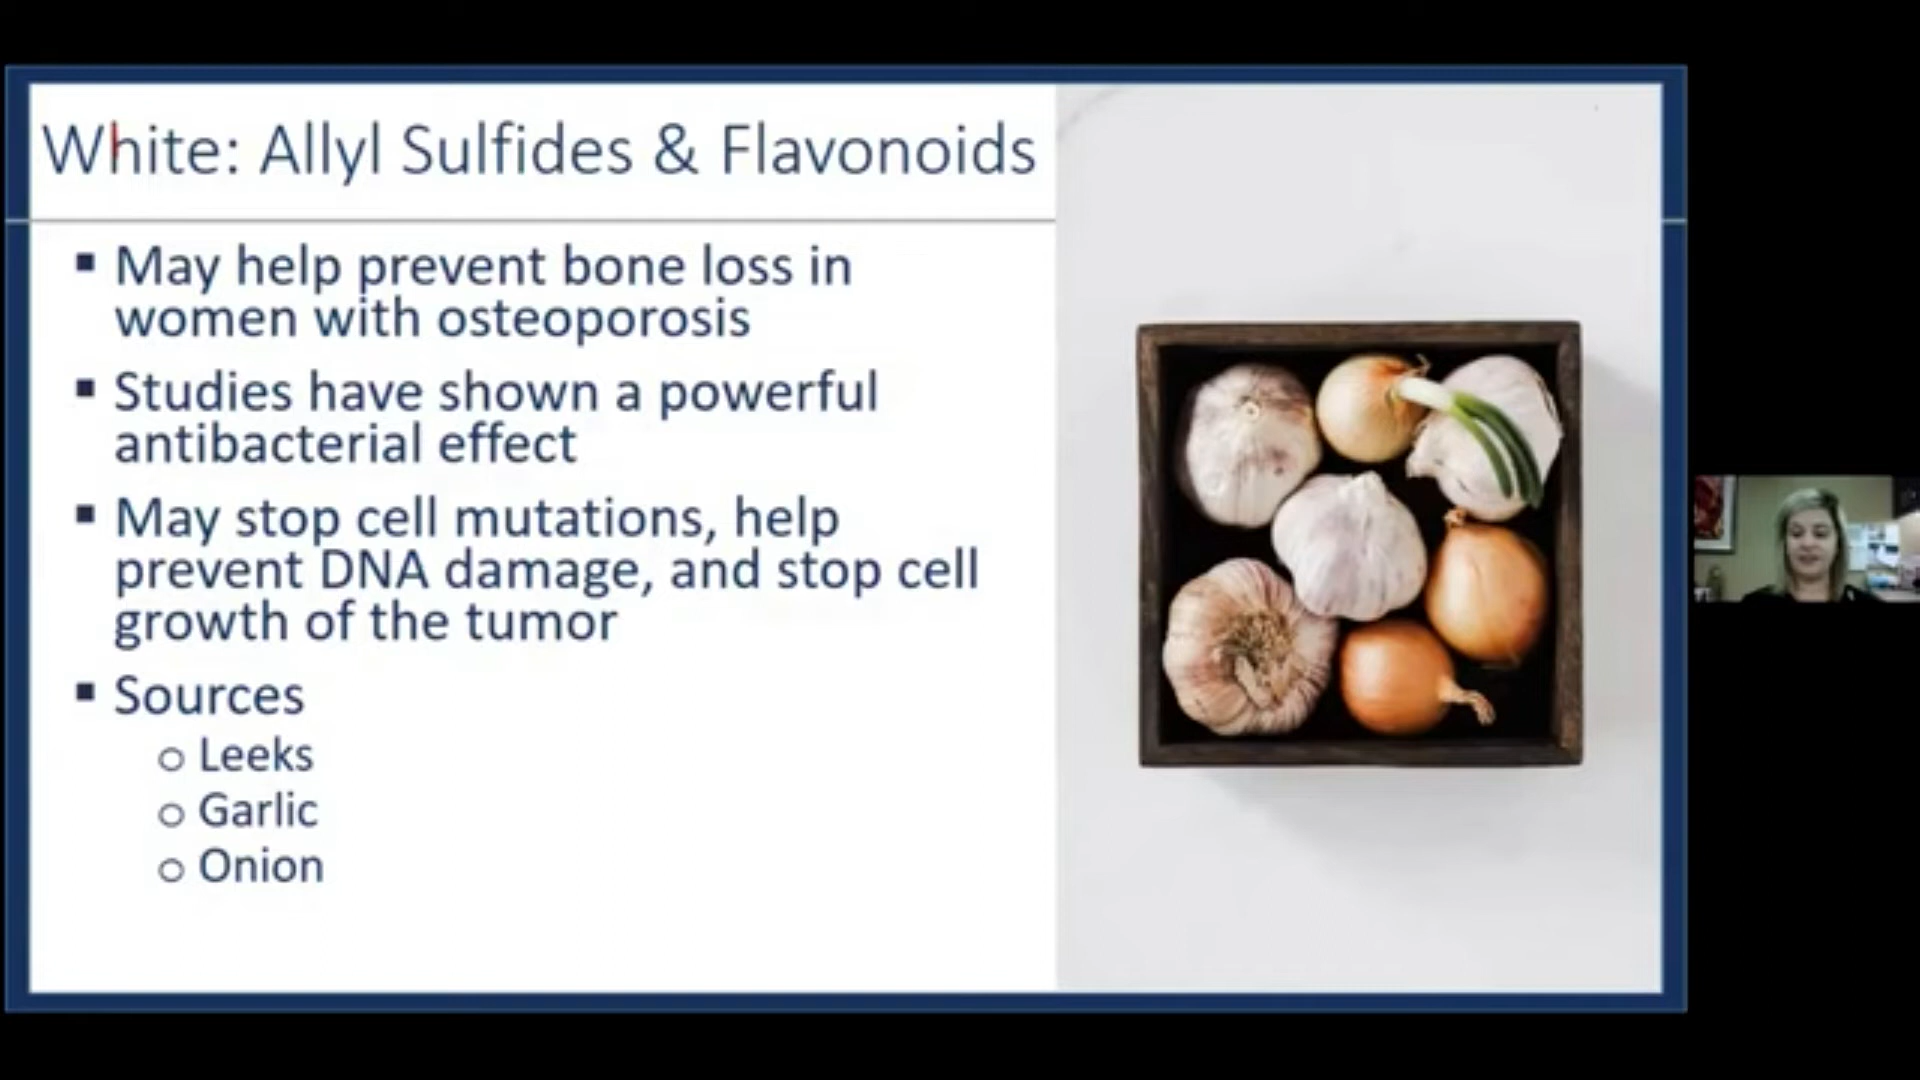 White: Allyl Sulfides & Flavonoids
▪ May help prevent bone loss in
women with osteoporosis
▪ Studies have shown a powerful
antibacterial effect
▪ May stop cell mutations, help
prevent DNA damage, and stop cell
growth of the tumor
▪ Sources
o Leeks
o Garlic
o Onion